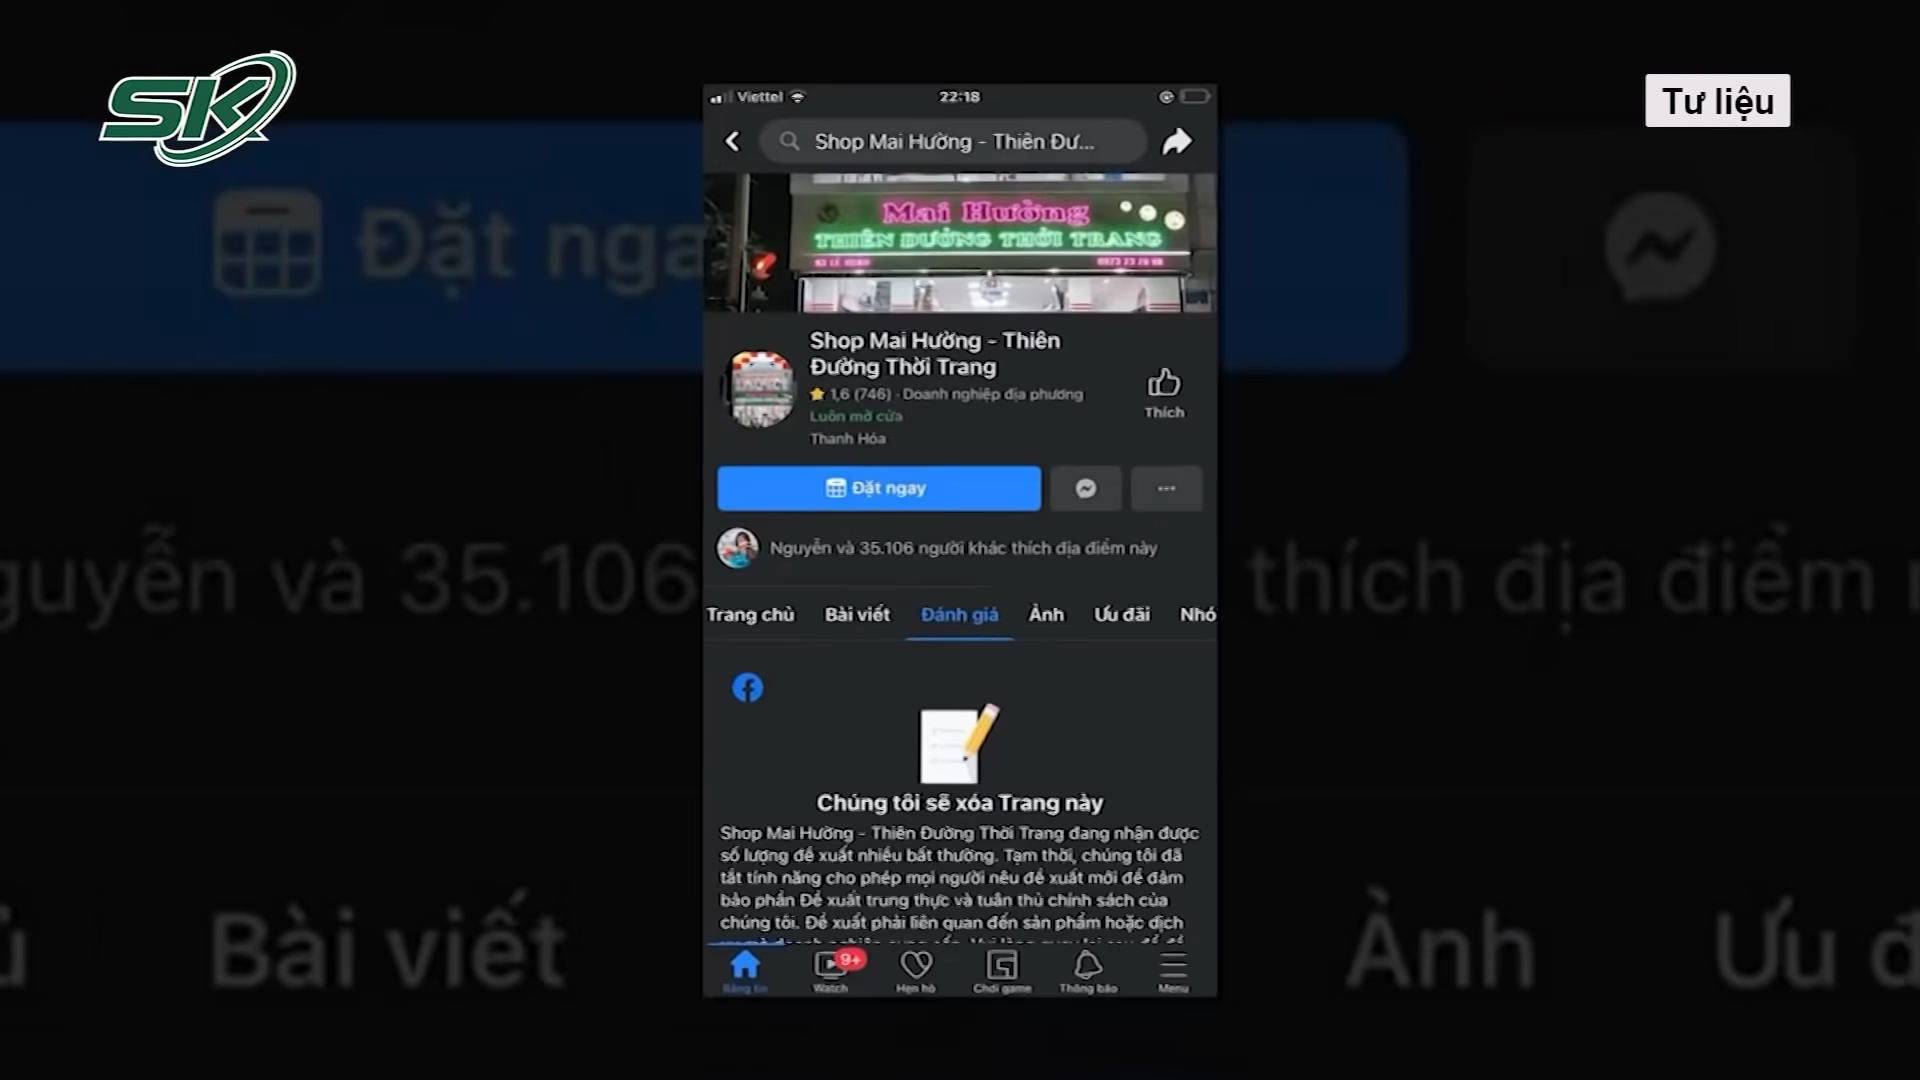 SK
Tư liệu
Viettel
22:18
Shop Mai Hường - Thiên Đư...
Mai Hường
THIÊN ĐƯỜNG THỜI TRANG
Shop Mai Hường - Thiên
Đường Thời Trang
1,6 (746) · Doanh nghiệp địa phương
Luôn mở cửa
Thanh Hóa
Thích
Đặt ngay
Nguyễn và 35.106 người khác thích địa điểm này
Trang chủ Bài viết Đánh giá Ảnh Ưu đãi Nhó
Chúng tôi sẽ xóa Trang này
Shop Mai Hường - Thiên Đường Thời Trang đang nhận được
số lượng đề xuất nhiều bất thường. Tạm thời, chúng tôi đã
tắt tính năng cho phép mọi người nêu đề xuất mới để đảm
bảo phần Đề xuất trung thực và tuân thủ chính sách của
chúng tôi. Đề xuất phải liên quan đến sản phẩm hoặc dịch
9+
Bảng tin Watch Hẹn hò Chơi game Thông báo Menu
Đặt nga
guyễn và 35.106
thích địa điểm
Bài viết
Ảnh
Ưu đ